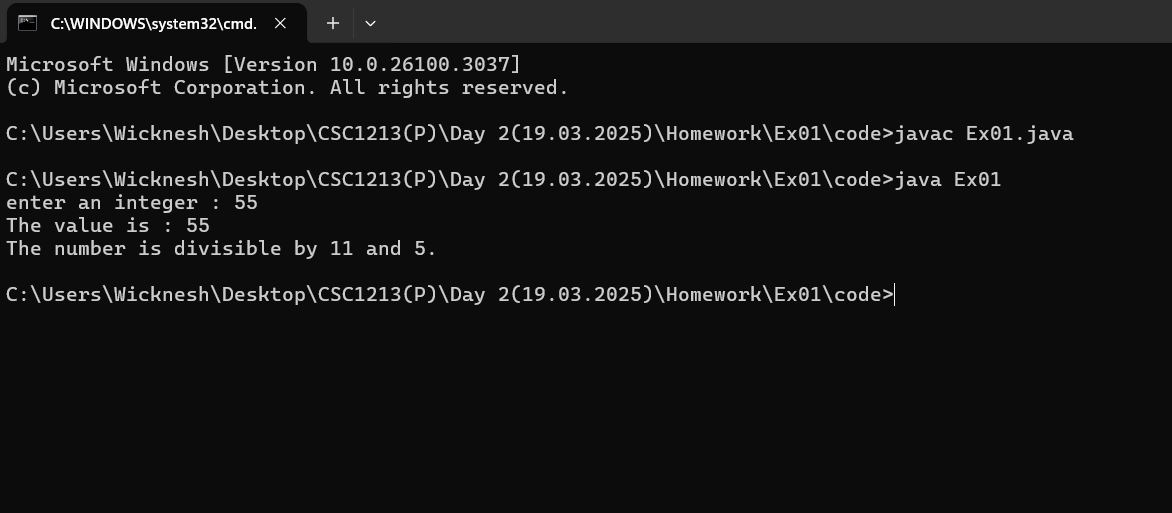 C:\WINDOWS\system32\cmd.
Microsoft Windows [Version 10.0.26100.3037]
(c) Microsoft Corporation. All rights reserved.
C:\Users\Wicknesh\Desktop\CSC1213(P)\Day 2(19.03.2025)\Homework\Ex01\code>javac Ex01.java
C:\Users\Wicknesh\Desktop\CSC1213(P)\Day 2(19.03.2025)\Homework\Ex01\code>java Ex01
enter an integer : 55
The value is : 55
The number is divisible by 11 and 5.
C:\Users\Wicknesh\Desktop\CSC1213(P)\Day 2(19.03.2025)\Homework\Ex01\code>